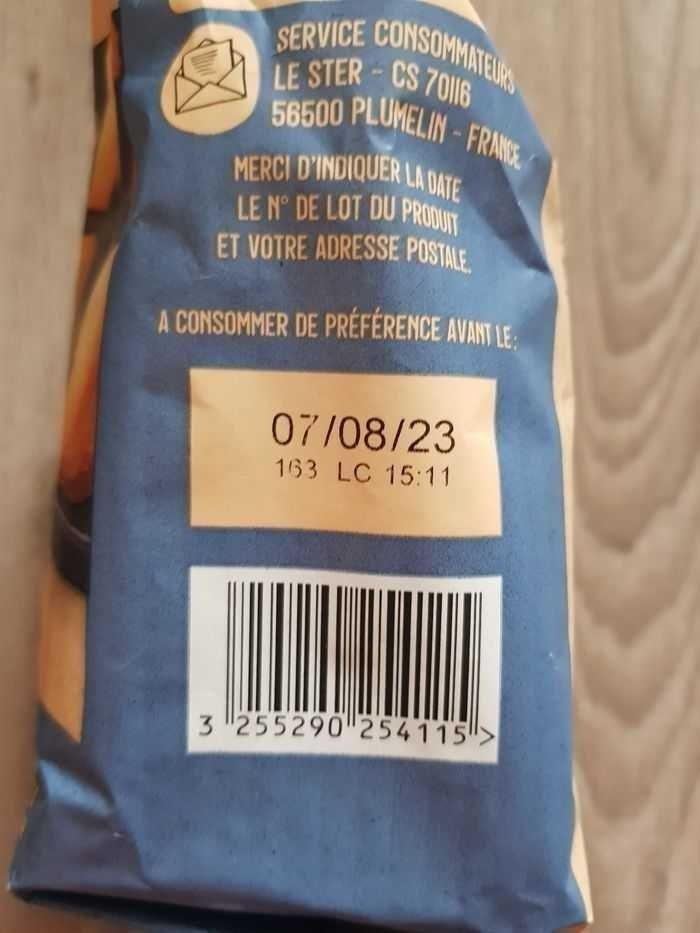 SERVICE CONSOMMATEURS
LE STER - CS 70116
56500 PLUMELIN - FRANCE
MERCI D'INDIQUER LA DATE
LE N° DE LOT DU PRODUIT
ET VOTRE ADRESSE POSTALE.
A CONSOMMER DE PRÉFÉRENCE AVANT LE :
07/08/23
163 LC 15:11
3 255290 254115 >